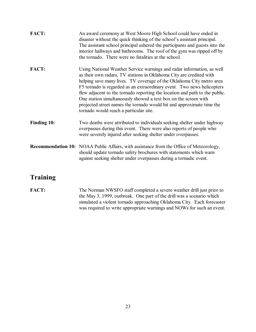 FACT: An award ceremony at West Moore High School could have ended in
disaster without the quick thinking of the school's assistant principal.
The assistant school principal ushered the participants and guests into the
interior hallways and bathrooms. The roof of the gym was ripped off by
the tornado. There were no fatalities at the school.
FACT: Using National Weather Service warnings and radar information, as well
as their own radars, TV stations in Oklahoma City are credited with
helping save many lives. TV coverage of the Oklahoma City metro area
F5 tornado is regarded as an extraordinary event. Two news helicopters
flew adjacent to the tornado reporting the location and path to the public.
One station simultaneously showed a text box on the screen with
projected street names the tornado would hit and approximate time the
tornado would reach a particular site.
Finding 10: Two deaths were attributed to individuals seeking shelter under highway
overpasses during this event. There were also reports of people who
were severely injured after seeking shelter under overpasses.
Recommendation 10: NOAA Public Affairs, with assistance from the Office of Meteorology,
should update tornado safety brochures with statements which warn
against seeking shelter under overpasses during a tornadic event.
Training
FACT: The Norman NWSFO staff completed a severe weather drill just prior to
the May 3, 1999, outbreak. One part of the drill was a scenario which
simulated a violent tornado approaching Oklahoma City. Each forecaster
was required to write appropriate warnings and NOWs for such an event.
23